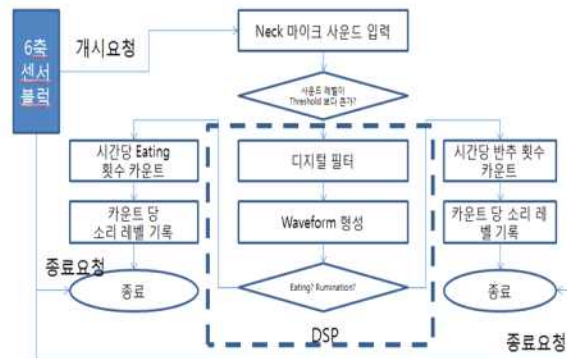 6축
센서
블럭
개시요청
Neck 마이크 사운드 입력
사운드 레벨이
Threshold 보다 큰가?
시간당 Eating
횟수 카운트
디지털 필터
시간당 반추 횟수
카운트
카운트 당
소리 레벨 기록
Waveform 형성
카운트 당 소리 레
벨 기록
종료요청
종료
Eating? Rumination?
종료
DSP
종료요청